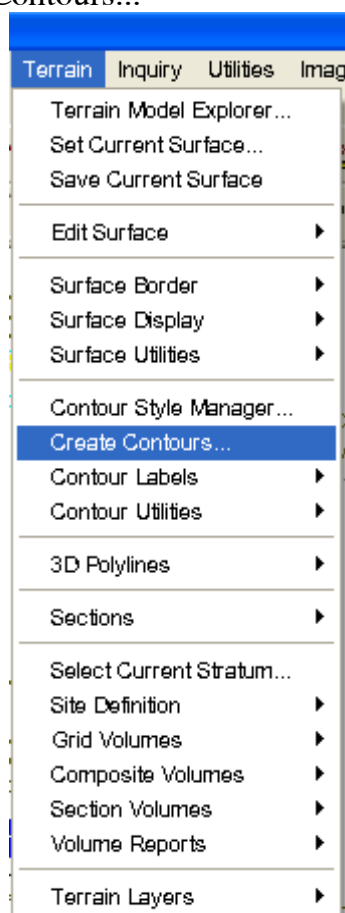 Contours...
Terrain Inquiry Utilities Imag
Terrain Model Explorer...
Set Current Surface...
Save Current Surface
Edit Surface
Surface Border
Surface Display
Surface Utilities
Contour Style Manager...
Create Contours...
Contour Labels
Contour Utilities
3D Polylines
Sections
Select Current Stratum...
Site Definition
Grid Volumes
Composite Volumes
Section Volumes
Volume Reports
Terrain Layers